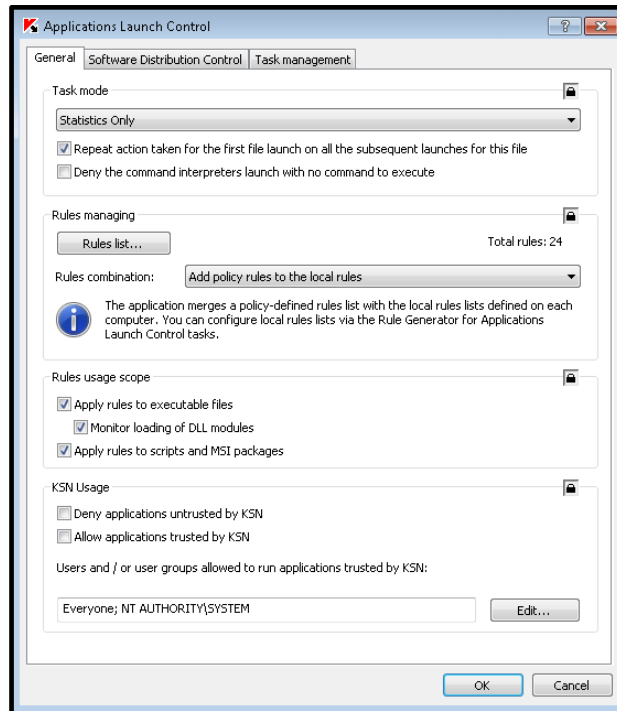 Applications Launch Control
General
Software Distribution Control
Task management
Task mode
Statistics Only
Repeat action taken for the first file launch on all the subsequent launches for this file
Deny the command interpreters launch with no command to execute
Rules managing
Rules list...
Total rules: 24
Rules combination:
Add policy rules to the local rules
The application merges a policy-defined rules list with the local rules lists defined on each
computer. You can configure local rules lists via the Rule Generator for Applications
Launch Control tasks.
Rules usage scope
Apply rules to executable files
Monitor loading of DLL modules
Apply rules to scripts and MSI packages
KSN Usage
Deny applications untrusted by KSN
Allow applications trusted by KSN
Users and / or user groups allowed to run applications trusted by KSN:
Everyone; NT AUTHORITY\SYSTEM
Edit...
OK
Cancel